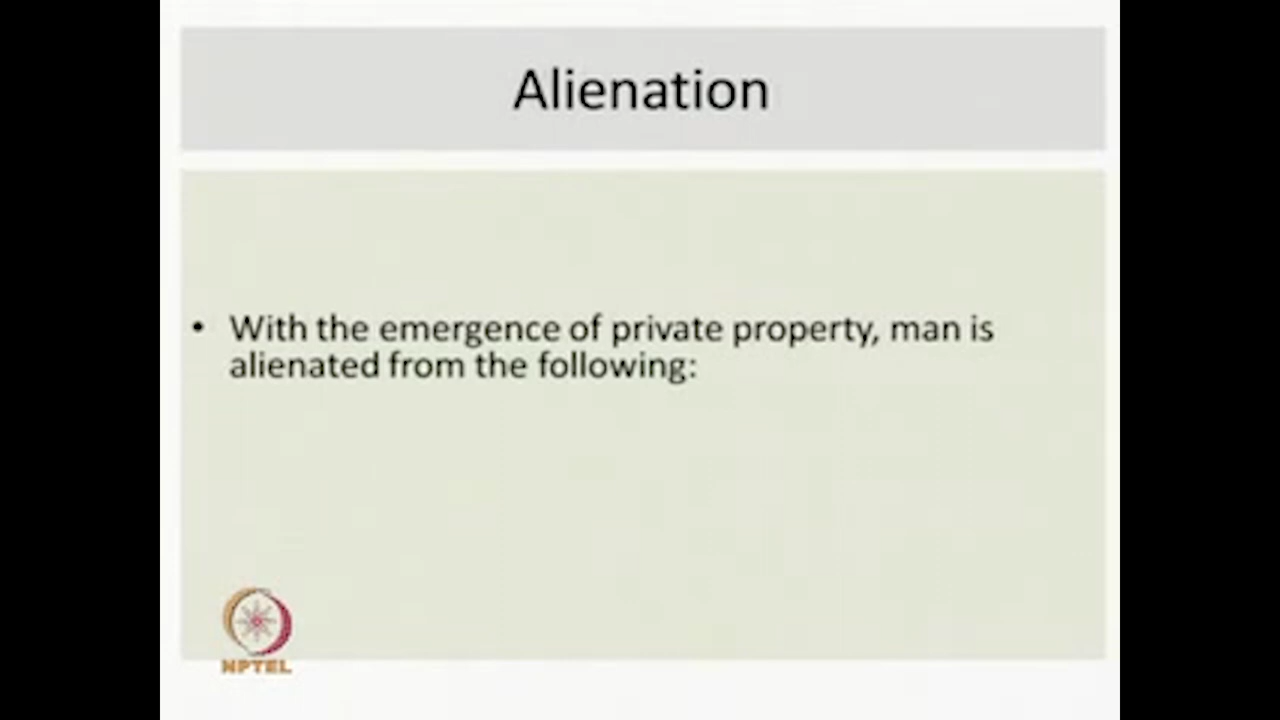 Alienation
• With the emergence of private property, man is
alienated from the following:
NPTEL